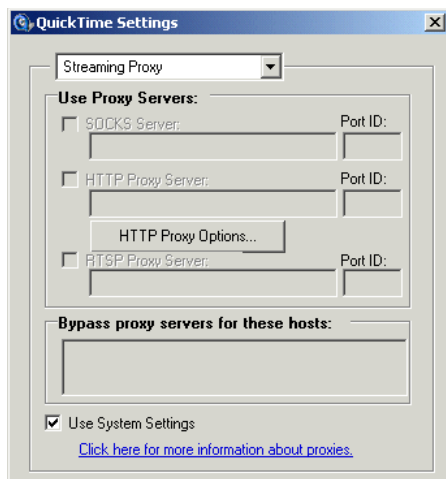 QuickTime Settings
Streaming Proxy
Use Proxy Servers:
SOCKS Server: Port ID:
HTTP Proxy Server: Port ID:
HTTP Proxy Options...
RTSP Proxy Server: Port ID:
Bypass proxy servers for these hosts:
Use System Settings
Click here for more information about proxies.